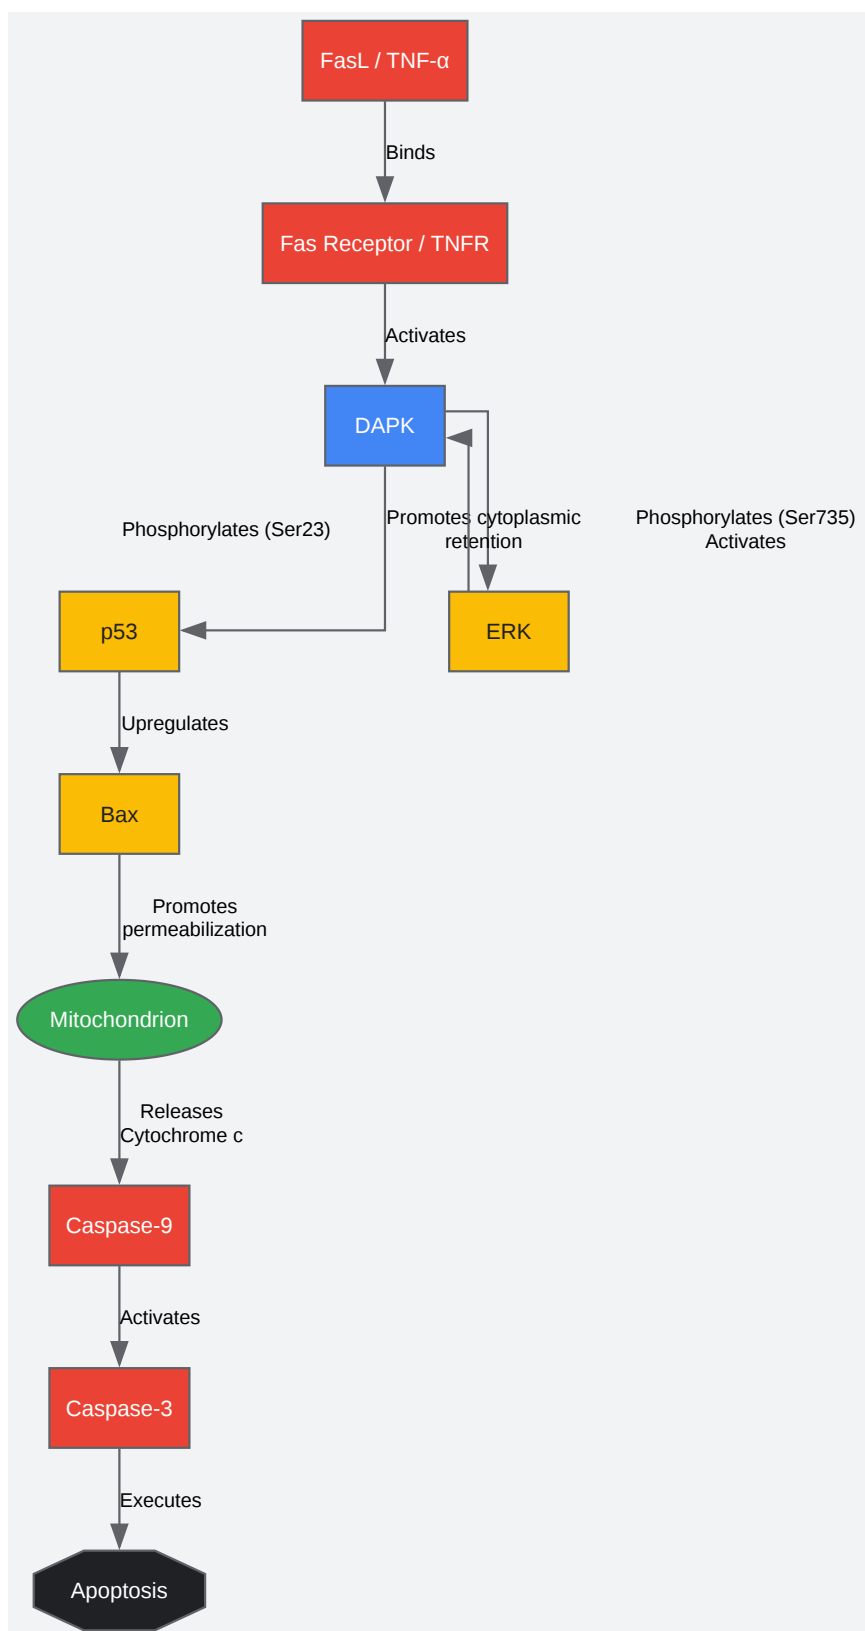 FasL / TNF-α
Binds
Fas Receptor / TNFR
Activates
DAPK
Phosphorylates (Ser23)
Promotes cytoplasmic
retention
Phosphorylates (Ser735)
Activates
p53
ERK
Upregulates
Bax
Promotes
permeabilization
Mitochondrion
Releases
Cytochrome c
Caspase-9
Activates
Caspase-3
Executes
Apoptosis